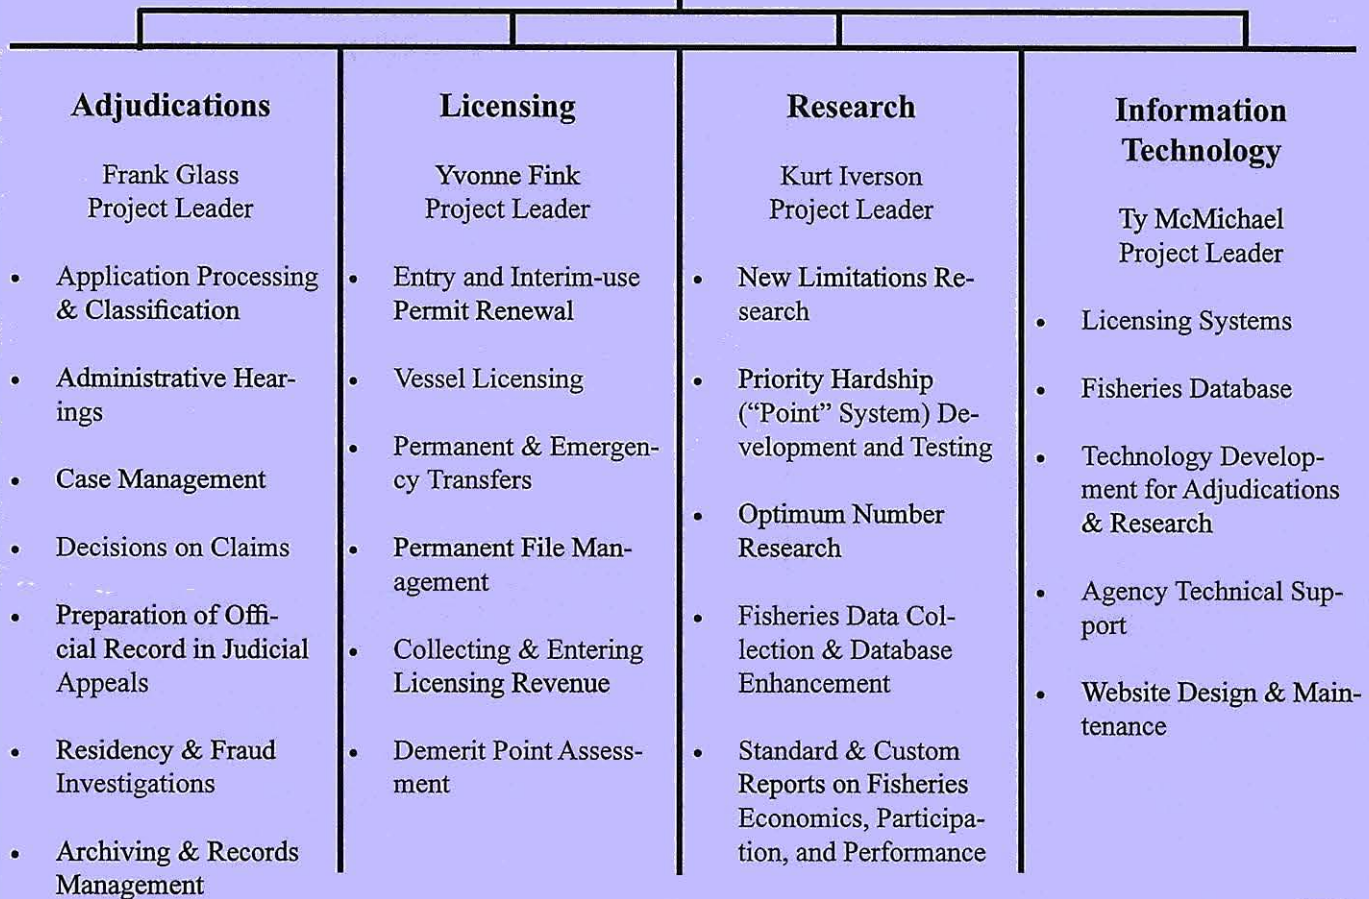 Adjudications
Frank Glass
Project Leader
• Application Processing
& Classification
• Administrative Hear-
ings
• Case Management
• Decisions on Claims
• Preparation of Offi-
cial Record in Judicial
Appeals
• Residency & Fraud
Investigations
• Archiving & Records
Management
Licensing
Yvonne Fink
Project Leader
• Entry and Interim-use
Permit Renewal
• Vessel Licensing
• Permanent & Emergen-
cy Transfers
• Permanent File Man-
agement
• Collecting & Entering
Licensing Revenue
• Demerit Point Assess-
ment
Research
Kurt Iverson
Project Leader
• New Limitations Re-
search
• Priority Hardship
(“Point” System) De-
velopment and Testing
• Optimum Number
Research
• Fisheries Data Col-
lection & Database
Enhancement
• Standard & Custom
Reports on Fisheries
Economics, Participa-
tion, and Performance
Information
Technology
Ty McMichael
Project Leader
• Licensing Systems
• Fisheries Database
• Technology Develop-
ment for Adjudications
& Research
• Agency Technical Sup-
port
• Website Design & Main-
tenance